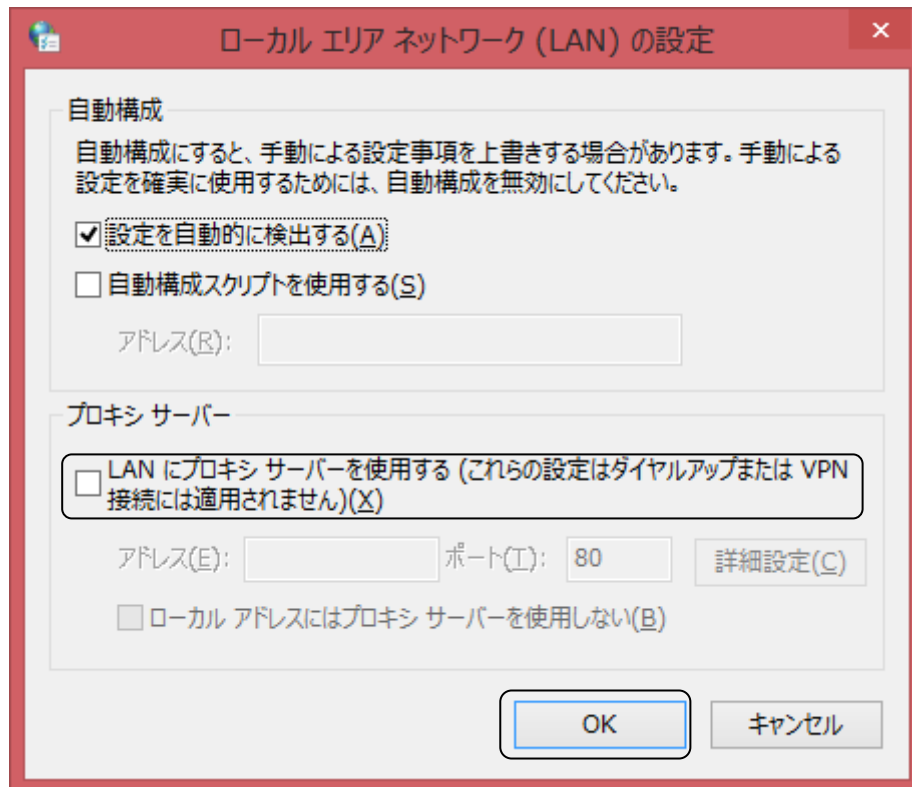 ローカル エリア ネットワーク (LAN) の設定
自動構成
自動構成にすると、手動による設定事項を上書きする場合があります。手動による
設定を確実に使用するためには、自動構成を無効にしてください。
設定を自動的に検出する(A)
自動構成スクリプトを使用する(S)
アドレス(R):
プロキシ サーバー
LAN にプロキシ サーバーを使用する (これらの設定はダイヤルアップまたは VPN
接続には適用されません)(X)
アドレス(E): ポート(T): 80 詳細設定(C)
ローカル アドレスにはプロキシ サーバーを使用しない(B)
OK キャンセル